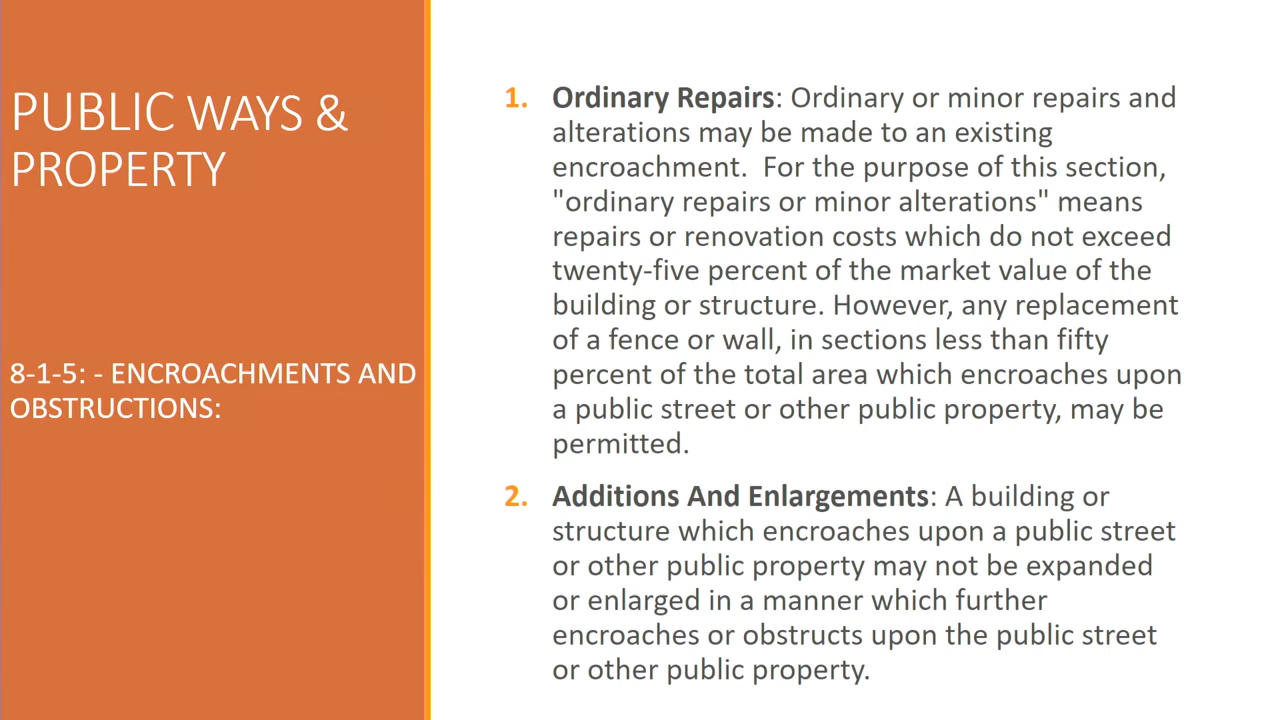 PUBLIC WAYS &
PROPERTY
8-1-5: - ENCROACHMENTS AND
OBSTRUCTIONS:
1. Ordinary Repairs: Ordinary or minor repairs and
alterations may be made to an existing
encroachment.  For the purpose of this section,
"ordinary repairs or minor alterations" means
repairs or renovation costs which do not exceed
twenty-five percent of the market value of the
building or structure. However, any replacement
of a fence or wall, in sections less than fifty
percent of the total area which encroaches upon
a public street or other public property, may be
permitted.
2. Additions And Enlargements: A building or
structure which encroaches upon a public street
or other public property may not be expanded
or enlarged in a manner which further
encroaches or obstructs upon the public street
or other public property.